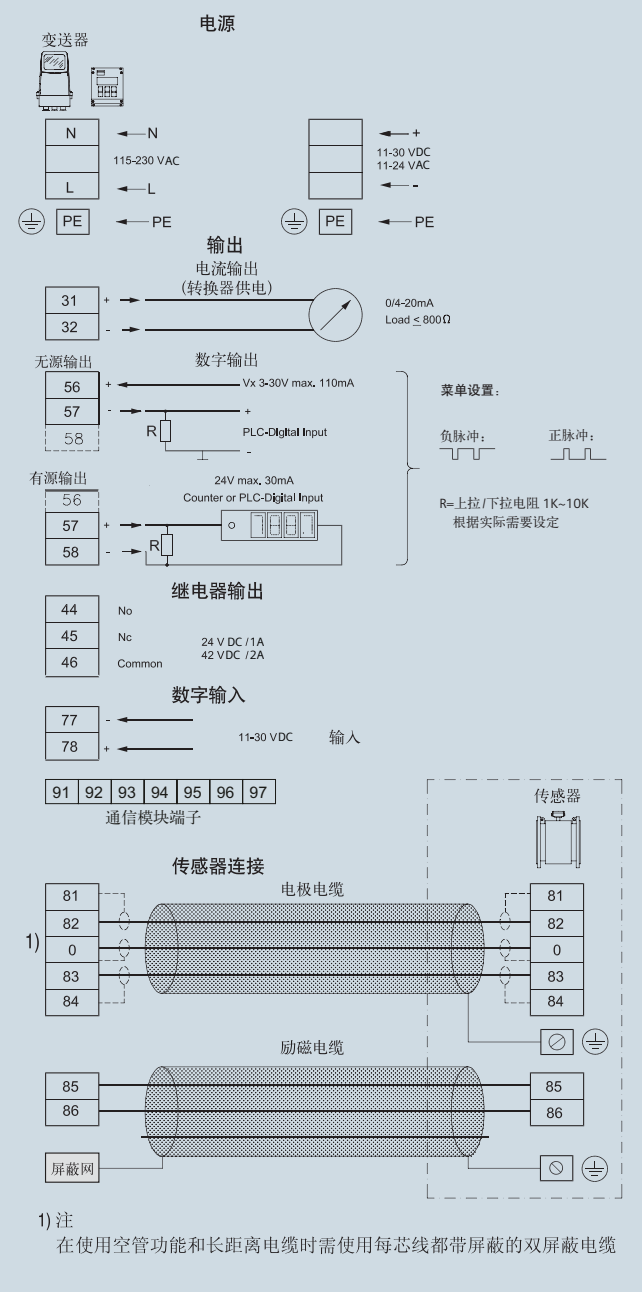 电源
变送器
N N
115-230 VAC
L L
PE PE
+
11-30 VDC
11-24 VAC
-
PE PE
输出
电流输出
(转换器供电)
31 +
32 -
0/4-20mA
Load ≤ 800Ω
无源输出 数字输出
56 + Vx 3-30V max. 110mA
57 - +
58 R PLC-Digital Input
-
菜单设置：
负脉冲： 正脉冲：
R=上拉/下拉电阻 1K~10K
根据实际需要设定
有源输出
24V max. 30mA
56 Counter or PLC-Digital Input
57 +
58 - R
继电器输出
44 No
45 Nc
46 Common
24 V DC /1A
42 VDC /2A
数字输入
77 -
78 +
11-30 VDC 输入
91 92 93 94 95 96 97
通信模块端子
传感器
传感器连接
电极电缆
81 81
82 82
1) 0 0
83 83
84 84
励磁电缆
85 85
86 86
屏蔽网
1) 注
在使用空管功能和长距离电缆时需使用每芯线都带屏蔽的双屏蔽电缆